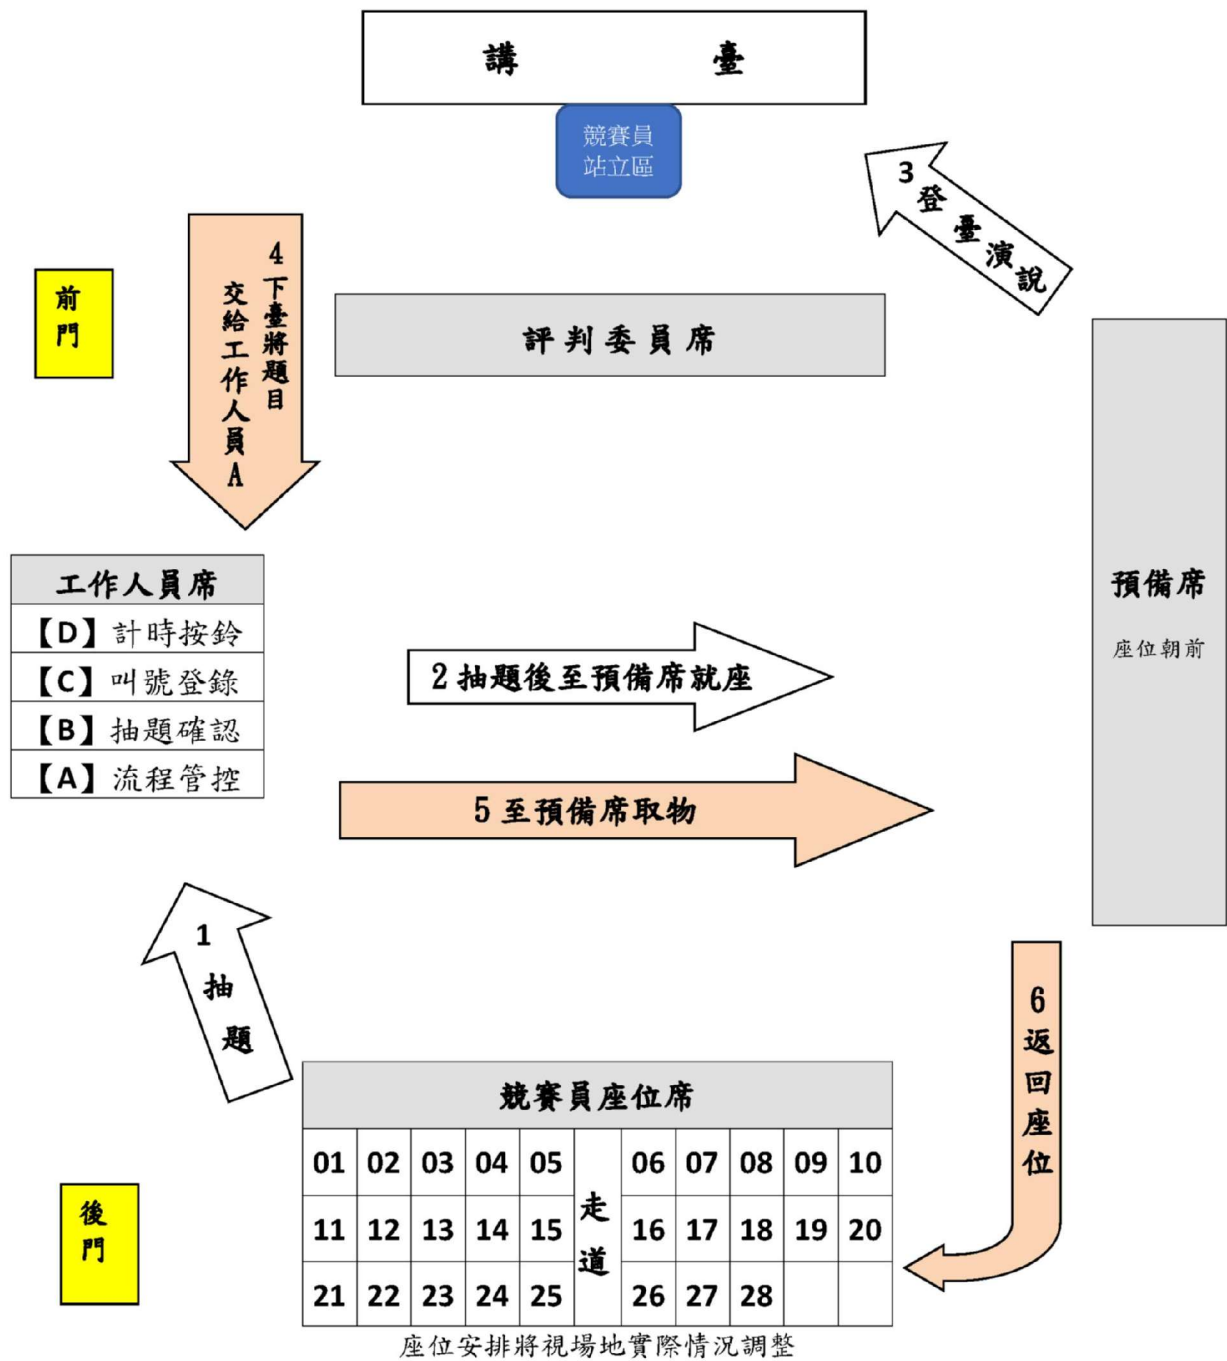 講 臺
競賽員
站立區
3 登臺演說
前門
4 下臺將題目
交給工作人員A
評判委員席
預備席
座位朝前
工作人員席
【D】計時按鈴
【C】叫號登錄
【B】抽題確認
【A】流程管控
2 抽題後至預備席就座
5 至預備席取物
1 抽題
6 返回座位
競賽員座位席
01 02 03 04 05 06 07 08 09 10
走道
11 12 13 14 15 16 17 18 19 20
21 22 23 24 25 26 27 28
後門
座位安排將視場地實際情況調整